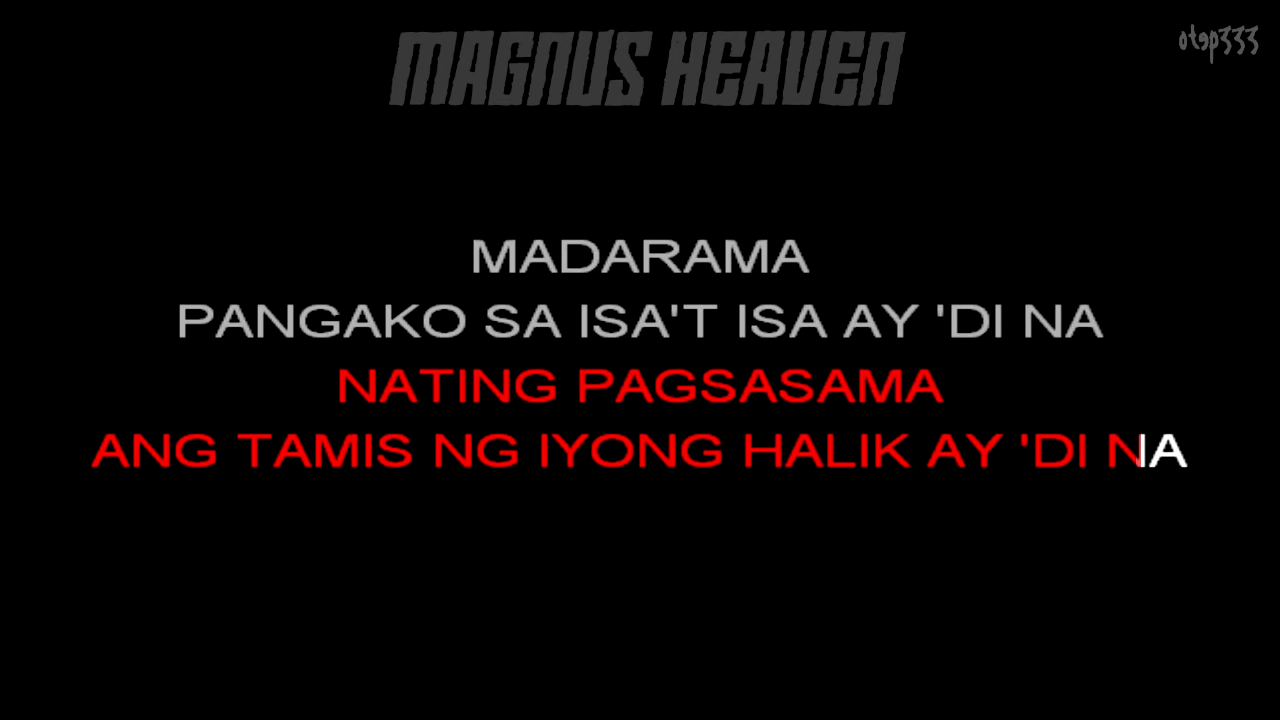 MAGNUS HEAVEN
otep333
MADARAMA
PANGAKO SA ISA'T ISA AY 'DI NA
NATING PAGSASAMA
ANG TAMIS NG IYONG HALIK AY 'DI NA